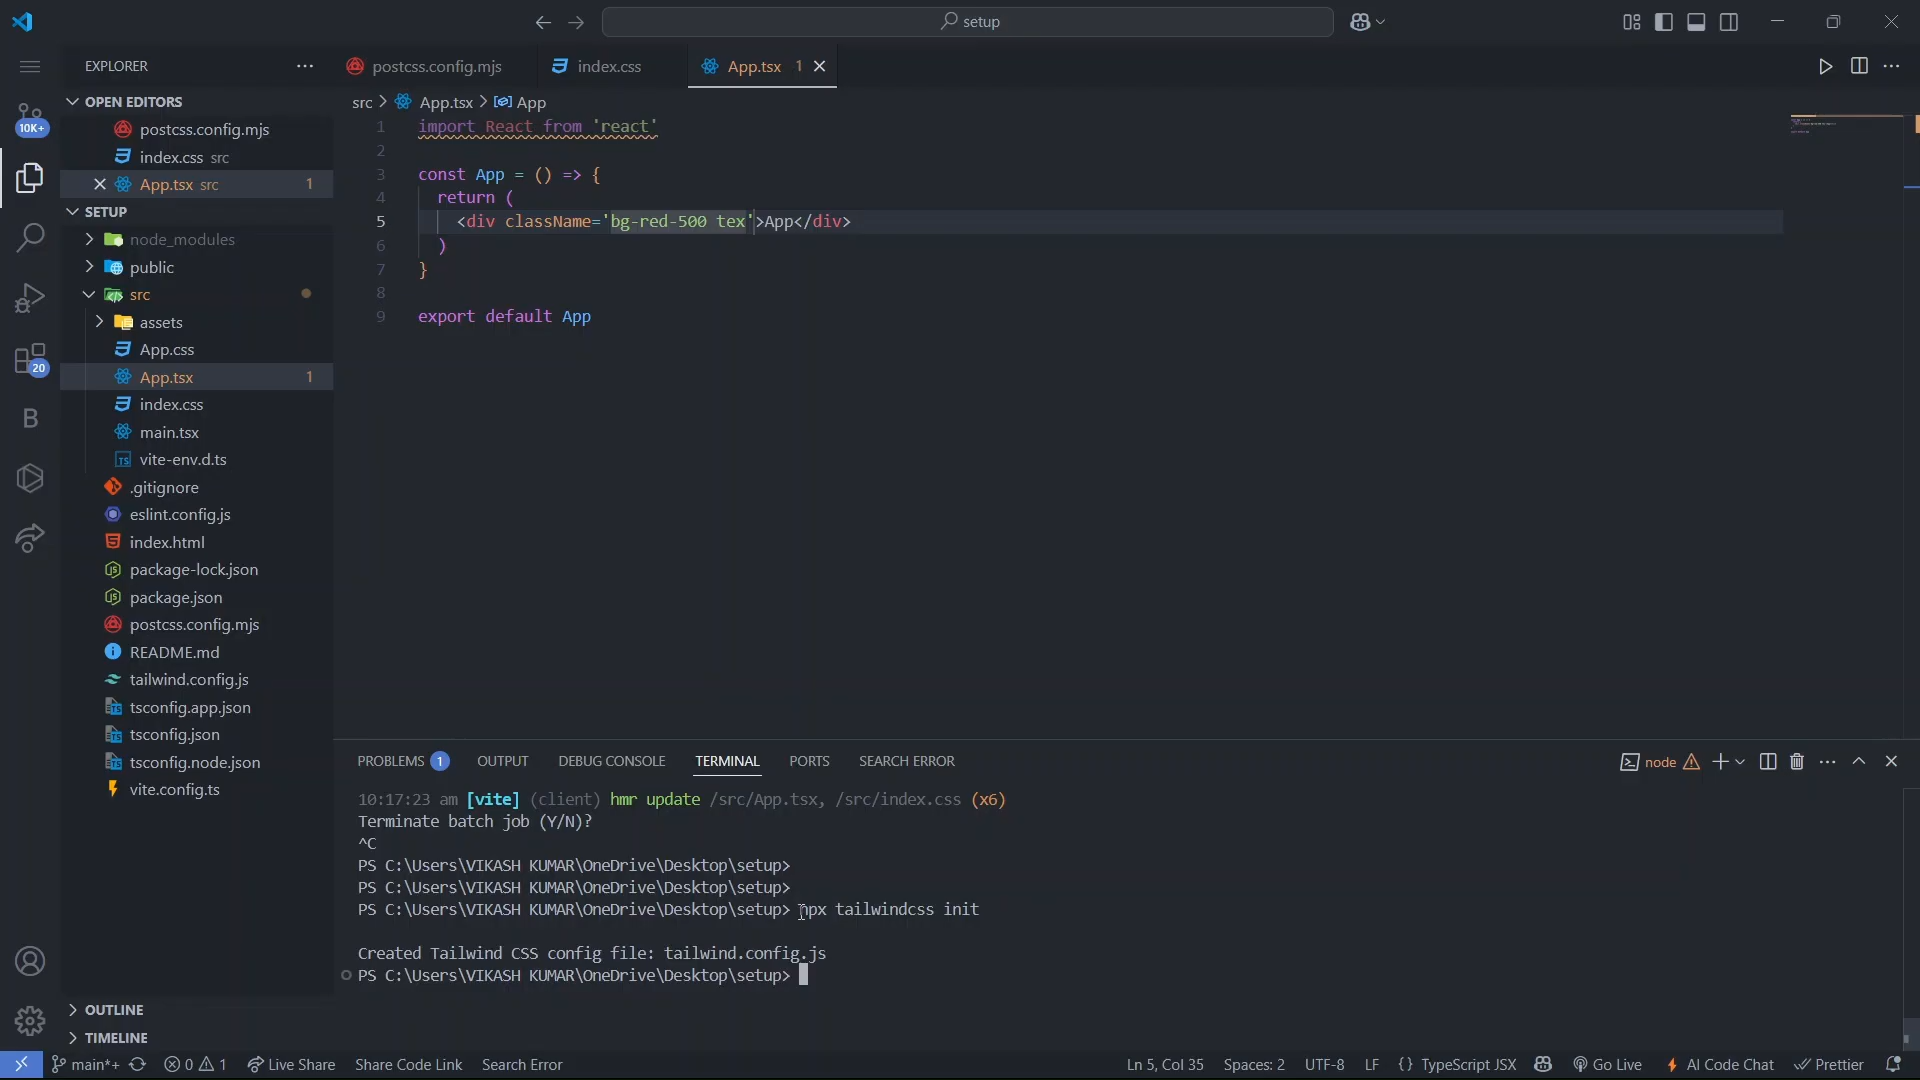 setup
EXPLORER
postcss.config.mjs
index.css
App.tsx 1
OPEN EDITORS
postcss.config.mjs
index.css src
App.tsx src 1
SETUP
node_modules
public
src
assets
App.css
App.tsx 1
index.css
main.tsx
vite-env.d.ts
.gitignore
eslint.config.js
index.html
package-lock.json
package.json
postcss.config.mjs
README.md
tailwind.config.js
tsconfig.app.json
tsconfig.json
tsconfig.node.json
vite.config.ts
OUTLINE
TIMELINE
10K+
20
B
src > App.tsx > App
1 import React from 'react'
2
3 const App = () => {
4 return (
5 <div className='bg-red-500 tex'>App</div>
6 )
7 }
8
9 export default App
PROBLEMS 1 OUTPUT DEBUG CONSOLE TERMINAL PORTS SEARCH ERROR
node
10:17:23 am [vite] (client) hmr update /src/App.tsx, /src/index.css (x6)
Terminate batch job (Y/N)?
^C
PS C:\Users\VIKASH KUMAR\OneDrive\Desktop\setup>
PS C:\Users\VIKASH KUMAR\OneDrive\Desktop\setup>
PS C:\Users\VIKASH KUMAR\OneDrive\Desktop\setup> npx tailwindcss init
Created Tailwind CSS config file: tailwind.config.js
PS C:\Users\VIKASH KUMAR\OneDrive\Desktop\setup>
main*+ 0 1 Live Share Share Code Link Search Error Ln 5, Col 35 Spaces: 2 UTF-8 LF {} TypeScript JSX Go Live AI Code Chat Prettier